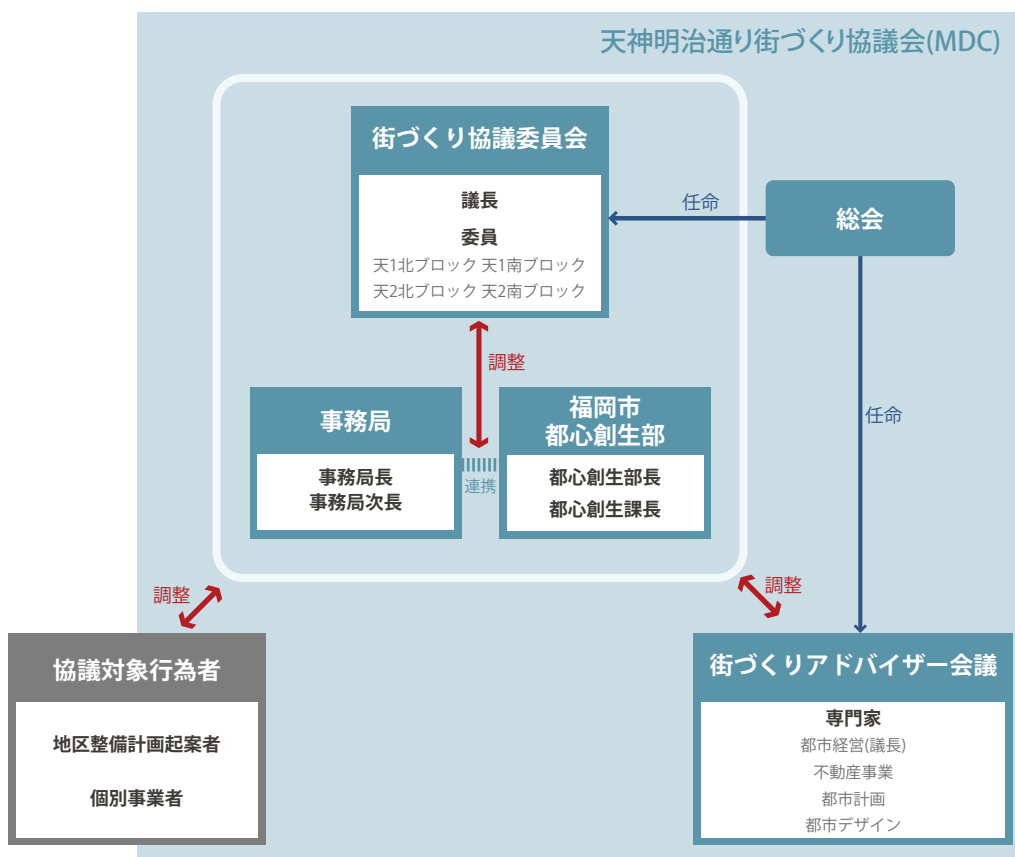 天神明治通り街づくり協議会(MDC)
街づくり協議委員会
議長
委員
天1北ブロック 天1南ブロック
天2北ブロック 天2南ブロック
任命
総会
調整
事務局
事務局長
事務局次長
連携
福岡市
都心創生部
都心創生部長
都心創生課長
任命
調整
調整
協議対象行為者
地区整備計画起案者
個別事業者
街づくりアドバイザー会議
専門家
都市経営(議長)
不動産事業
都市計画
都市デザイン